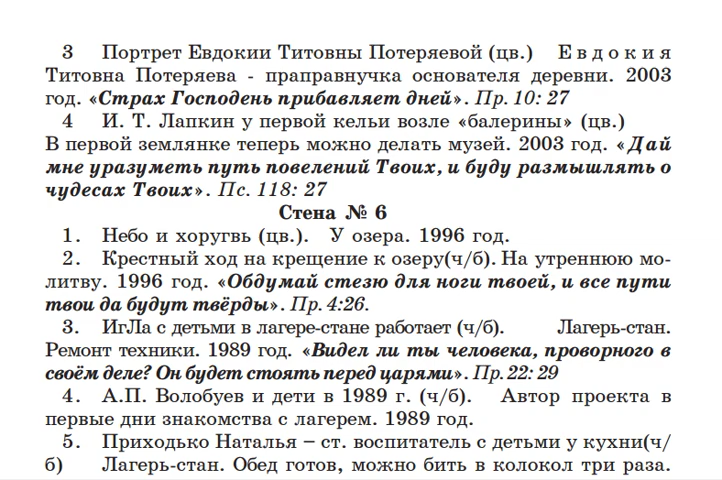 3 Портрет Евдокии Титовны Потеряевой (цв.) Евдокия
Титовна Потеряева - праправнучка основателя деревни. 2003
год. «Страх Господень прибавляет дней». Пр. 10: 27
4 И. Т. Лапкин у первой кельи возле «балерины» (цв.)
В первой землянке теперь можно делать музей. 2003 год. «Дай
мне уразуметь путь повелений Твоих, и буду размышлять о
чудесах Твоих». Пс. 118: 27
Стена № 6
1. Небо и хоругвь (цв.). У озера. 1996 год.
2. Крестный ход на крещение к озеру(ч/б). На утреннюю мо-
литву. 1996 год. «Обдумай стезю для ноги твоей, и все пути
твои да будут твёрды». Пр. 4:26.
3. ИгЛа с детьми в лагере-стане работает (ч/б). Лагерь-стан.
Ремонт техники. 1989 год. «Видел ли ты человека, проворного в
своём деле? Он будет стоять перед царями». Пр. 22: 29
4. А.П. Волобуев и дети в 1989 г. (ч/б). Автор проекта в
первые дни знакомства с лагерем. 1989 год.
5. Приходько Наталья – ст. воспитатель с детьми у кухни(ч/
б) Лагерь-стан. Обед готов, можно бить в колокол три раза.